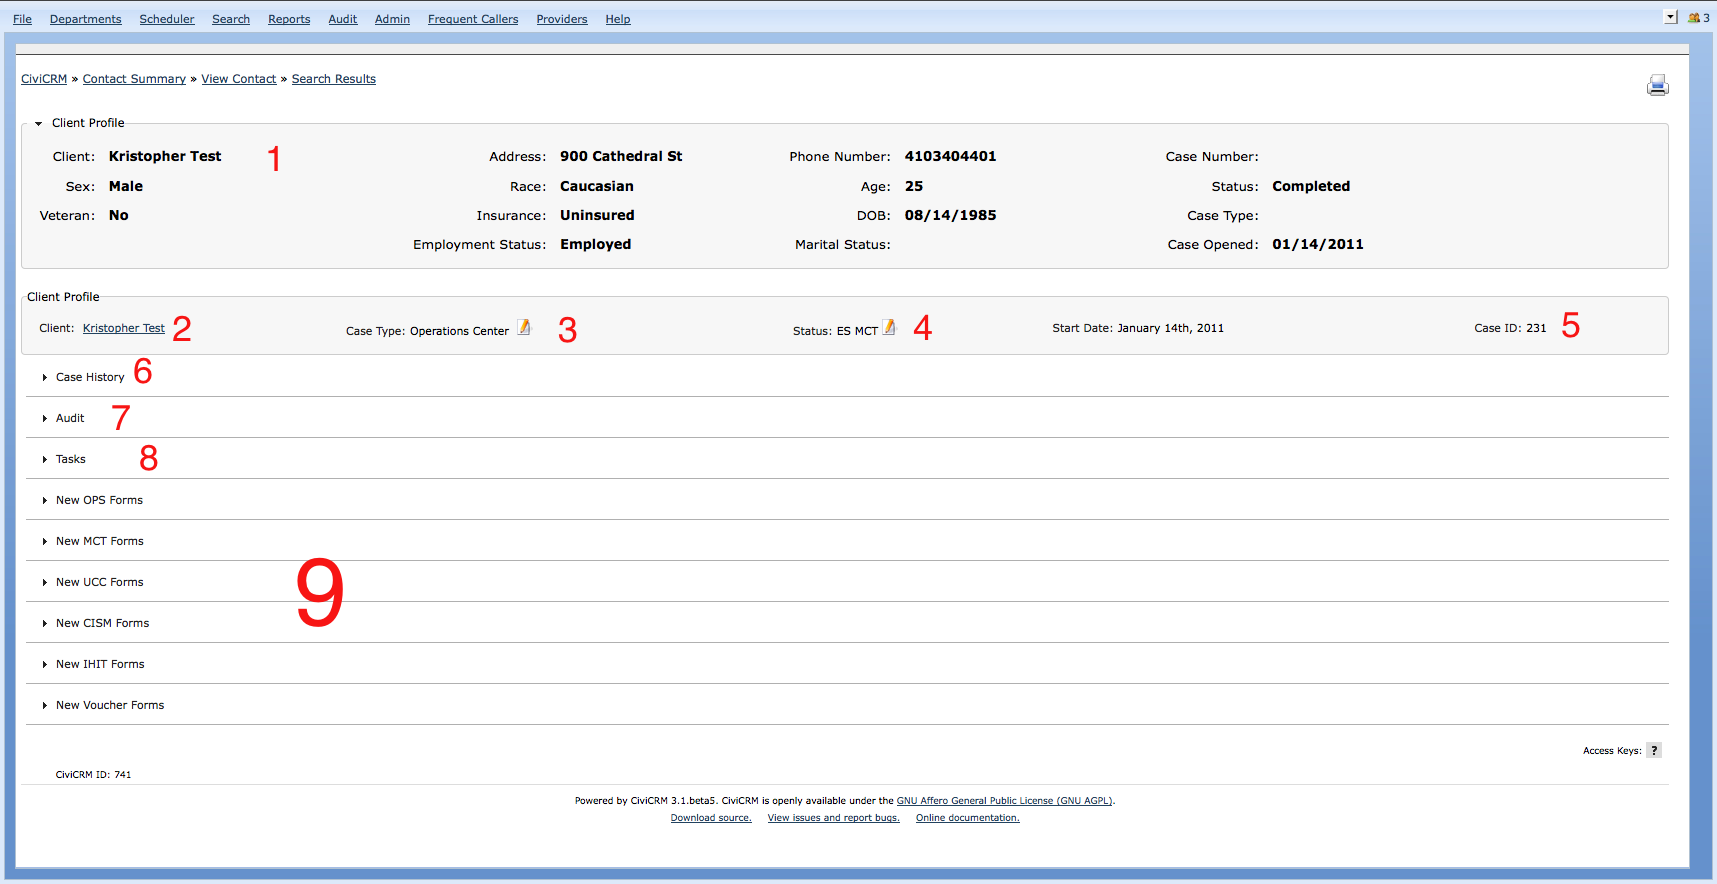 File Departments Scheduler Search Reports Audit Admin Frequent Callers Providers Help 3
CiviCRM » Contact Summary » View Contact » Search Results
Client Profile
Client: Kristopher Test 1 Address: 900 Cathedral St Phone Number: 4103404401 Case Number:
Sex: Male Race: Caucasian Age: 25 Status: Completed
Veteran: No Insurance: Uninsured DOB: 08/14/1985 Case Type:
Employment Status: Employed Marital Status: Case Opened: 01/14/2011
Client Profile
Client: Kristopher Test 2 Case Type: Operations Center 3 Status: ES MCT 4 Start Date: January 14th, 2011 Case ID: 231 5
Case History 6
Audit 7
Tasks 8
New OPS Forms
New MCT Forms
New UCC Forms 9
New CISM Forms
New IHIT Forms
New Voucher Forms
Access Keys: ?
CiviCRM ID: 741
Powered by CiviCRM 3.1.beta5. CiviCRM is openly available under the GNU Affero General Public License (GNU AGPL).
Download source. View issues and report bugs. Online documentation.